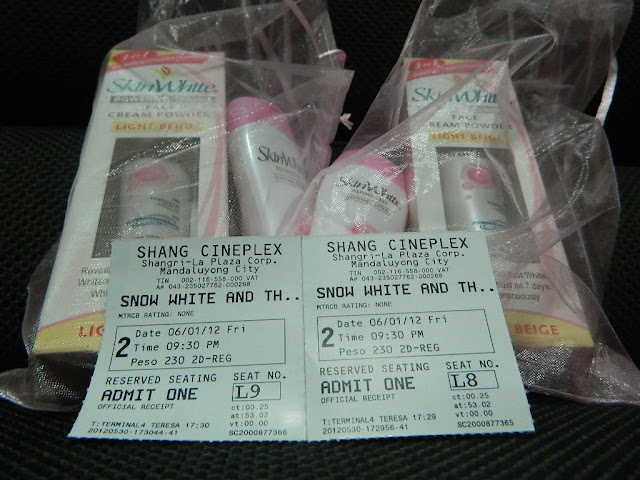 SkinWhite
POWERWHITENING
FACE
CREAM POWDER
LIGHT BEIGE
SkinWhite
SkinWhite
SkinWhite
FACE
CREAM POWDER
LIGHT BEIGE
BEIGE
SHANG CINEPLEX
Shangri-La Plaza Corp.
Mandaluyong City
TIN 002-116-558-000 VAT
A# 043-235027512-000268
SNOW WHITE AND TH..
MTRCB RATING: NONE
2
Date 06/01/12 Fri
Time 09:30 PM
Peso 230 2D-REG
RESERVED SEATING
SEAT NO.
ADMIT ONE
L9
OFFICIAL RECEIPT
ct:00.25
at:53.02
vt:00.00
T:TERMINAL4 TERESA 17:30
20120530-173044-41
SC2000877366
SHANG CINEPLEX
Shangri-La Plaza Corp.
Mandaluyong City
TIN 002-116-558-000 VAT
A# 043-235027512-000268
SNOW WHITE AND TH..
MTRCB RATING: NONE
2
Date 06/01/12 Fri
Time 09:30 PM
Peso 230 2D-REG
RESERVED SEATING
SEAT NO.
ADMIT ONE
L8
OFFICIAL RECEIPT
ct:00.25
at:53.02
vt:00.00
T:TERMINAL4 TERESA 17:29
20120530-172956-41
SC2000877365